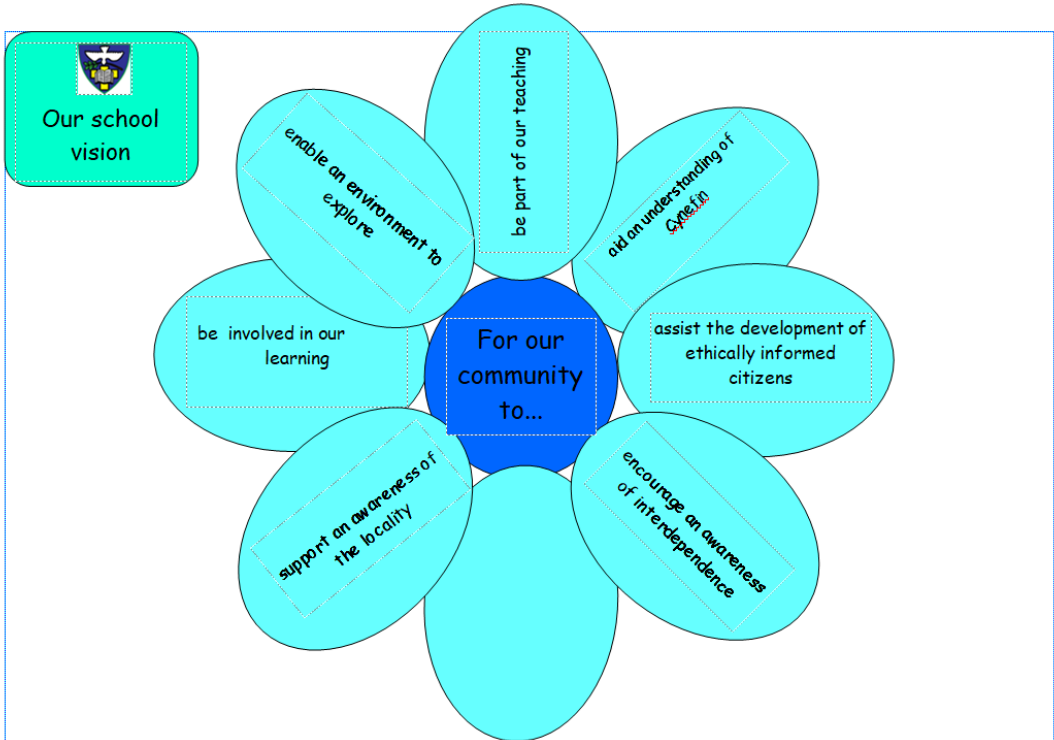 Our school
vision
be part of our teaching
aid an understanding of
Cynefin
assist the development of
ethically informed
citizens
encourage an awareness
of interdependence
support an awareness of
the locality
be involved in our
learning
enable an environment to
explore
For our
community
to...